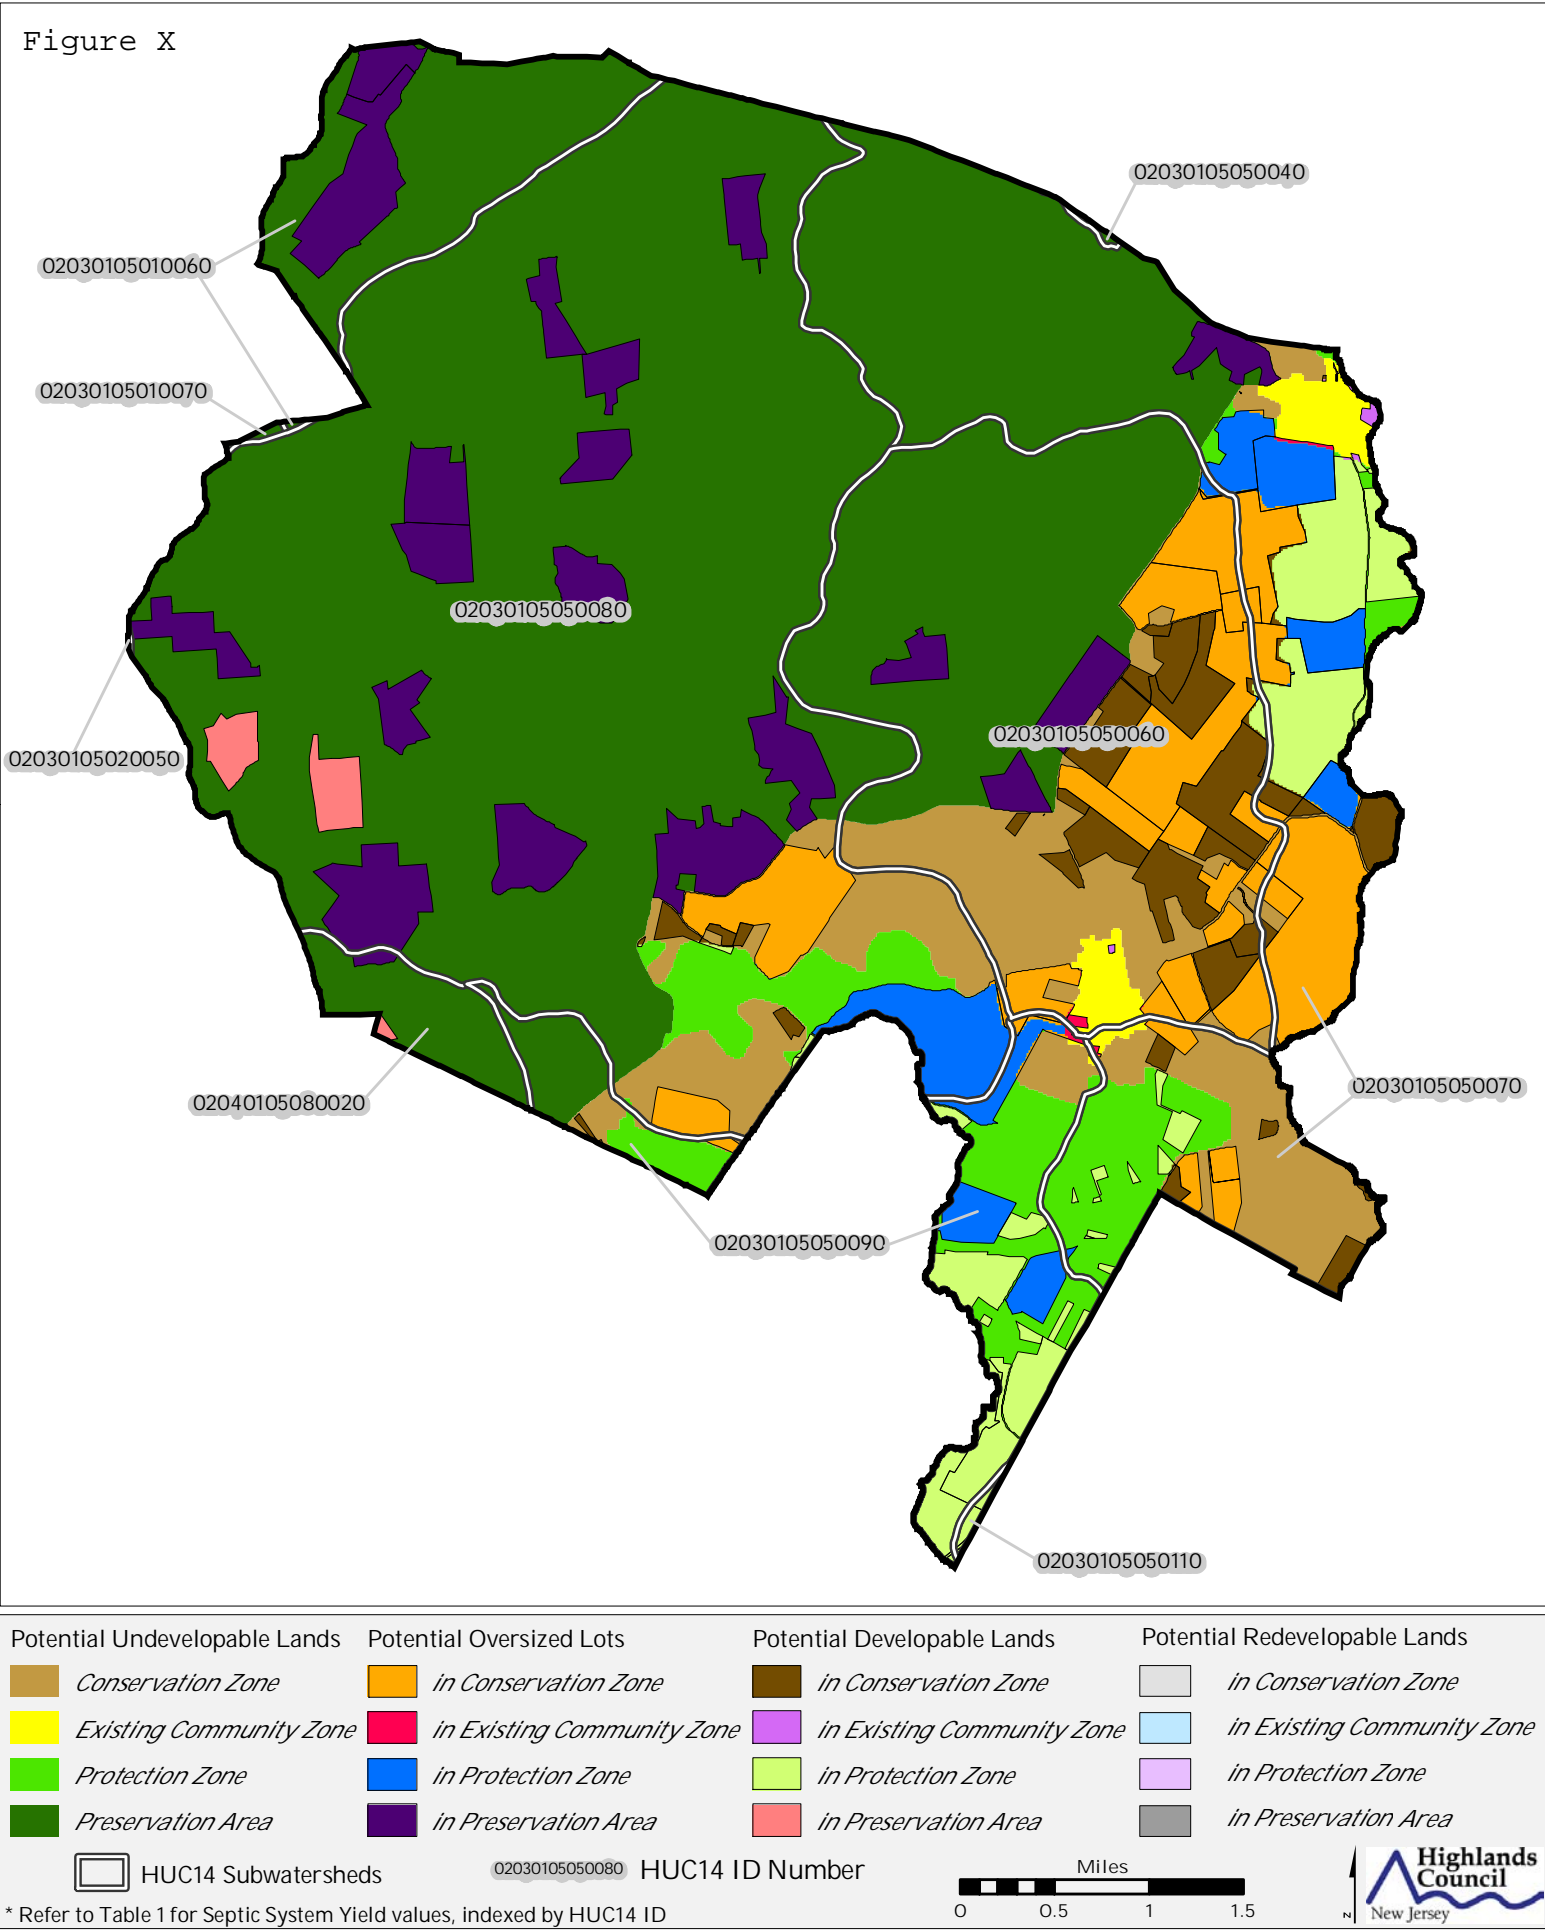 Figure X
02030105050040
02030105010060
02030105010070
02030105050080
02030105050060
02030105020050
02030105050070
02040105080020
02030105050090
02030105050110
Potential Undevelopable Lands
Conservation Zone
Existing Community Zone
Protection Zone
Preservation Area
Potential Oversized Lots
in Conservation Zone
in Existing Community Zone
in Protection Zone
in Preservation Area
Potential Developable Lands
in Conservation Zone
in Existing Community Zone
in Protection Zone
in Preservation Area
Potential Redevelopable Lands
in Conservation Zone
in Existing Community Zone
in Protection Zone
in Preservation Area
HUC14 Subwatersheds
02030105050080 HUC14 ID Number
Miles
0 0.5 1 1.5
N
Highlands
Council
New Jersey
* Refer to Table 1 for Septic System Yield values, indexed by HUC14 ID